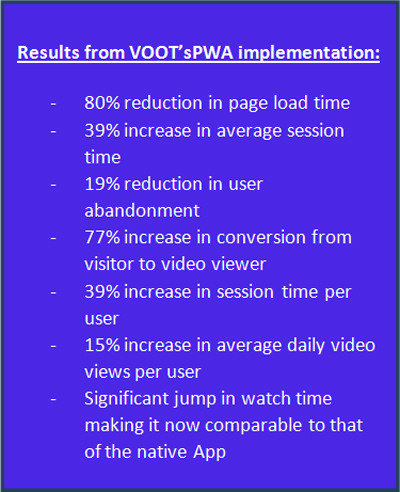 Results from VOOT'sPWA implementation:
- 80% reduction in page load time
- 39% increase in average session
time
- 19% reduction in user
abandonment
- 77% increase in conversion from
visitor to video viewer
- 39% increase in session time per
user
- 15% increase in average daily video
views per user
- Significant jump in watch time
making it now comparable to that
of the native App